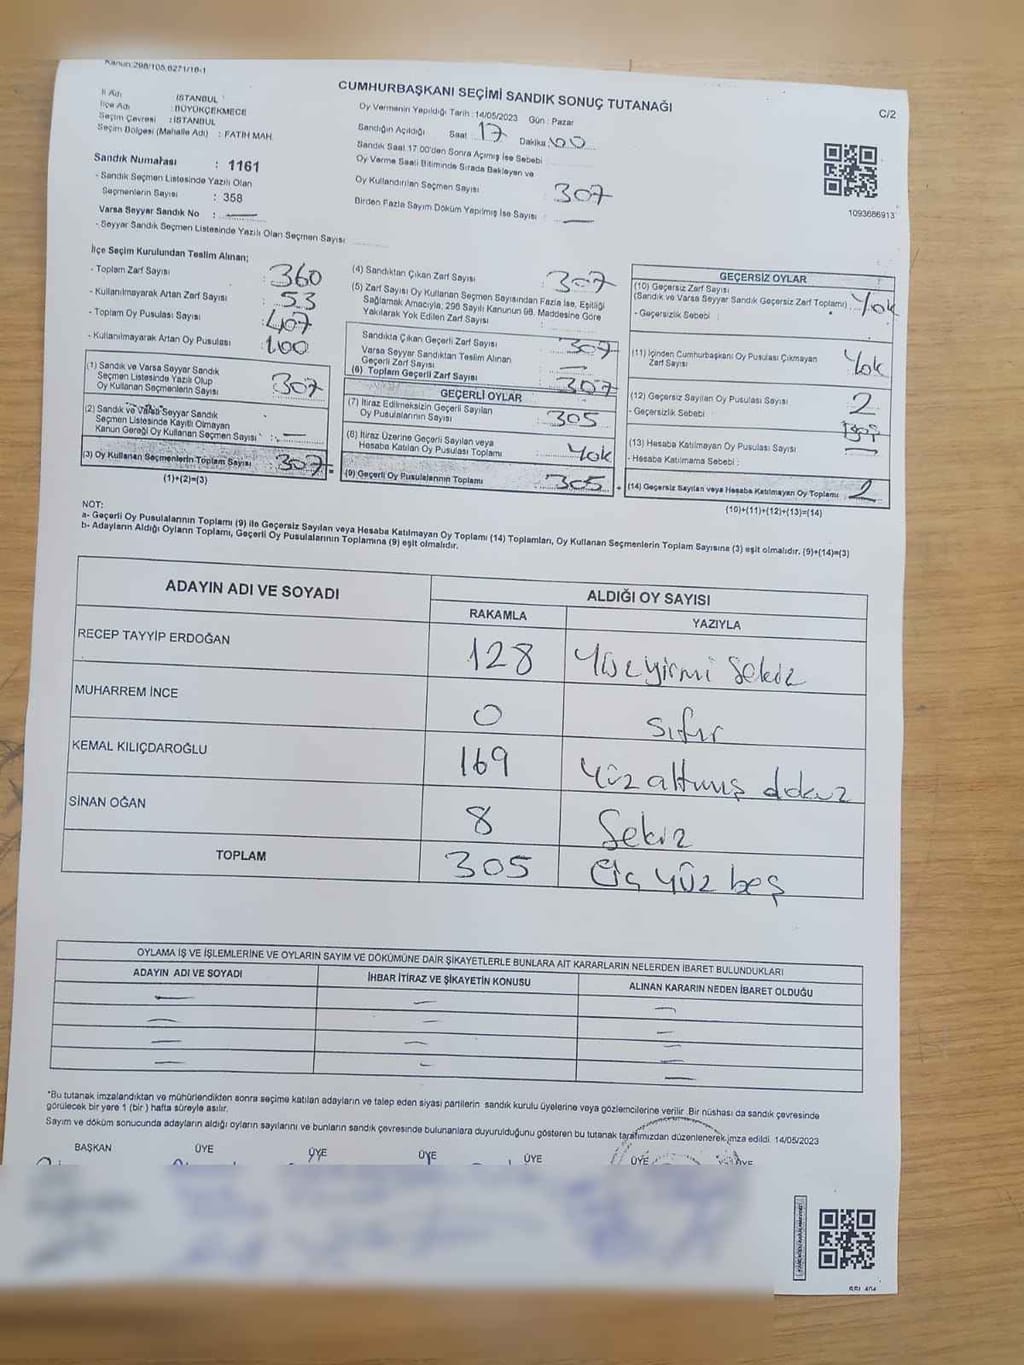 Kanun:298/105,6271/18-1
CUMHURBAŞKANI SEÇİMİ SANDIK SONUÇ TUTANAĞI
C/2
İl Adı : İSTANBUL
İlçe Adı : BÜYÜKÇEKMECE
Seçim Çevresi : İSTANBUL
Seçim Bölgesi (Mahalle Adı) : FATİH MAH.
Oy Vermenin Yapıldığı Tarih : 14/05/2023 Gün : Pazar
Sandığın Açıldığı Saat 17 Dakika 00
Sandık Saat 17:00'den Sonra Açımış İse Sebebi
Oy Verme Saati Bitiminde Sırada Bekleyen ve
Oy Kullandırılan Seçmen Sayısı 307
Birden Fazla Sayım Döküm Yapılmış İse Sayısı : —
1093686913
Sandık Numarası : 1161
- Sandık Seçmen Listesinde Yazılı Olan
Seçmenlerin Sayısı : 358
Varsa Seyyar Sandık No : —
- Seyyar Sandık Seçmen Listesinde Yazılı Olan Seçmen Sayısı
İlçe Seçim Kurulundan Teslim Alınan;
- Toplam Zarf Sayısı : 360
- Kullanılmayarak Artan Zarf Sayısı : 53
- Toplam Oy Pusulası Sayısı : 407
- Kullanılmayarak Artan Oy Pusulası : 100
(1) Sandık ve Varsa Seyyar Sandık
Seçmen Listesinde Yazılı Olup
Oy Kullanan Seçmenlerin Sayısı : 307
(2) Sandık ve Varsa Seyyar Sandık
Seçmen Listesinde Kayıtlı Olmayan
Kanun Gereği Oy Kullanan Seçmen Sayısı : —
(3) Oy Kullanan Seçmenlerin Toplam Sayısı : 307
(1)+(2)=(3)
(4) Sandıktan Çıkan Zarf Sayısı 307
(5) Zarf Sayısı Oy Kullanan Seçmen Sayısından Fazla İse, Eşitliği
Sağlamak Amacıyla, 298 Sayılı Kanunun 98. Maddesine Göre
Yakılarak Yok Edilen Zarf Sayısı
Sandıkta Çıkan Geçerli Zarf Sayısı 307
Varsa Seyyar Sandıktan Teslim Alınan
Geçerli Zarf Sayısı : —
(6) Toplam Geçerli Zarf Sayısı : 307
GEÇERLİ OYLAR
(7) İtiraz Edilmeksizin Geçerli Sayılan
Oy Pusulalarının Sayısı : 305
(8) İtiraz Üzerine Geçerli Sayılan veya
Hesaba Katılan Oy Pusulası Toplamı : Yok
(9) Geçerli Oy Pusulalarının Toplamı : 305
GEÇERSİZ OYLAR
(10) Geçersiz Zarf Sayısı
(Sandık ve Varsa Seyyar Sandık Geçersiz Zarf Toplamı) Yok
- Geçersizlik Sebebi :
(11) İçinden Cumhurbaşkanı Oy Pusulası Çıkmayan
Zarf Sayısı Yok
(12) Geçersiz Sayılan Oy Pusulası Sayısı : 2
- Geçersizlik Sebebi :
(13) Hesaba Katılmayan Oy Pusulası Sayısı : —
- Hesaba Katılmama Sebebi :
(14) Geçersiz Sayılan veya Hesaba Katılmayan Oy Toplamı : 2
(10)+(11)+(12)+(13)=(14)
NOT:
a- Geçerli Oy Pusulalarının Toplamı (9) ile Geçersiz Sayılan veya Hesaba Katılmayan Oy Toplamı (14) Toplamları, Oy Kullanan Seçmenlerin Toplam Sayısına (3) eşit olmalıdır. (9)+(14)=(3)
b- Adayların Aldığı Oyların Toplamı, Geçerli Oy Pusulalarının Toplamına (9) eşit olmalıdır.
ADAYIN ADI VE SOYADI ALDIĞI OY SAYISI
RAKAMLA YAZIYLA
RECEP TAYYİP ERDOĞAN 128 Yüzyirmi Sekiz
MUHARREM İNCE 0 Sıfır
KEMAL KILIÇDAROĞLU 169 Yüz altmış dokuz
SİNAN OĞAN 8 Sekiz
TOPLAM 305 Üç yüz beş
OYLAMA İŞ VE İŞLEMLERİNE VE OYLARIN SAYIM VE DÖKÜMÜNE DAİR ŞİKAYETLERLE BUNLARA AİT KARARLARIN NELERDEN İBARET BULUNDUKLARI
ADAYIN ADI VE SOYADI İHBAR İTİRAZ VE ŞİKAYETİN KONUSU ALINAN KARARIN NEDEN İBARET OLDUĞU
— — —
— — —
— — —
— — —
*Bu tutanak imzalandıktan ve mühürlendikten sonra seçime katılan adayların ve talep eden siyasi partilerin sandık kurulu üyelerine veya gözlemcilerine verilir. Bir nüshası da sandık çevresinde
görülecek bir yere 1 (bir) hafta süreyle asılır.
Sayım ve döküm sonucunda adayların aldığı oyların sayılarını ve bunların sandık çevresinde bulunanlara duyurulduğunu gösteren bu tutanak tarafımızdan düzenlenerek imza edildi. 14/05/2023
BAŞKAN ÜYE ÜYE ÜYE ÜYE ÜYE ÜYE